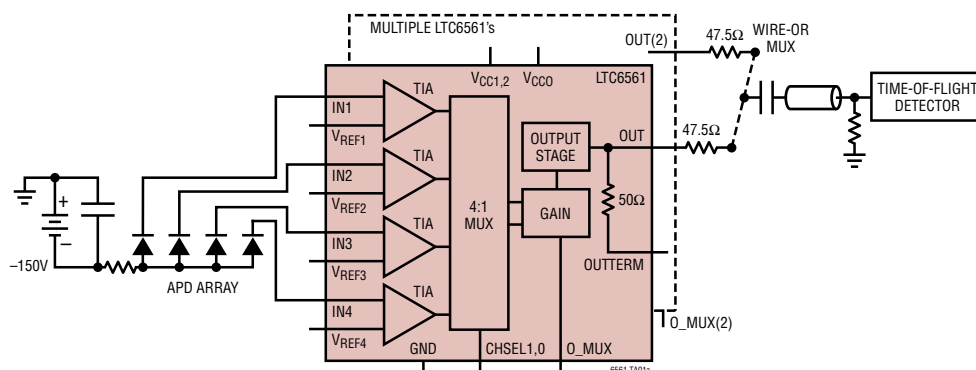 MULTIPLE LTC6561's
OUT(2)
47.5Ω
WIRE-OR
MUX
VCC1,2
VCCO
LTC6561
TIA
IN1
VREF1
TIA
IN2
VREF2
TIA
IN3
VREF3
TIA
IN4
VREF4
4:1
MUX
OUTPUT
STAGE
GAIN
OUT
47.5Ω
50Ω
OUTTERM
TIME-OF-FLIGHT
DETECTOR
+
–
–150V
APD ARRAY
O_MUX(2)
GND
CHSEL1,0
O_MUX
6561 TA01a